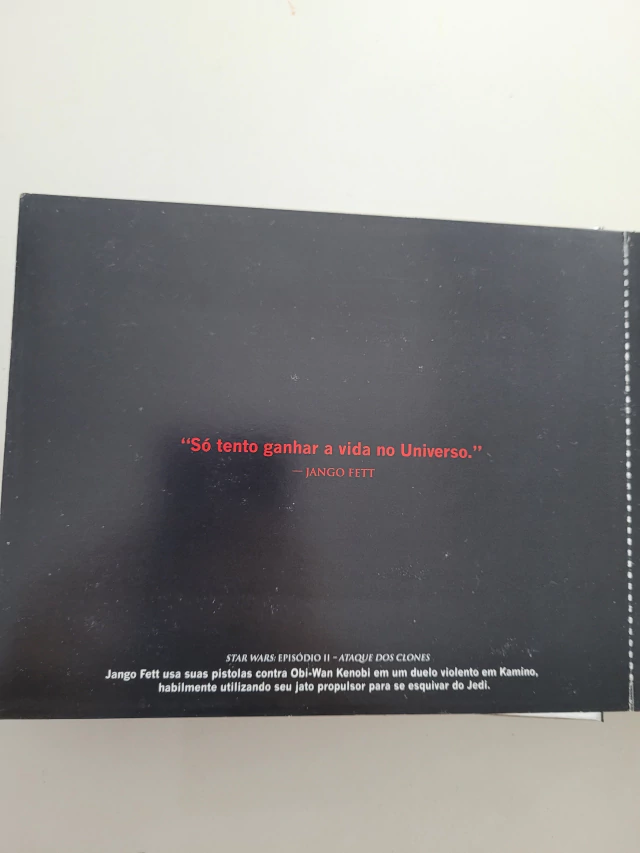 “Só tento ganhar a vida no Universo.”
— JANGO FETT
STAR WARS: EPISÓDIO II – ATAQUE DOS CLONES
Jango Fett usa suas pistolas contra Obi-Wan Kenobi em um duelo violento em Kamino,
habilmente utilizando seu jato propulsor para se esquivar do Jedi.